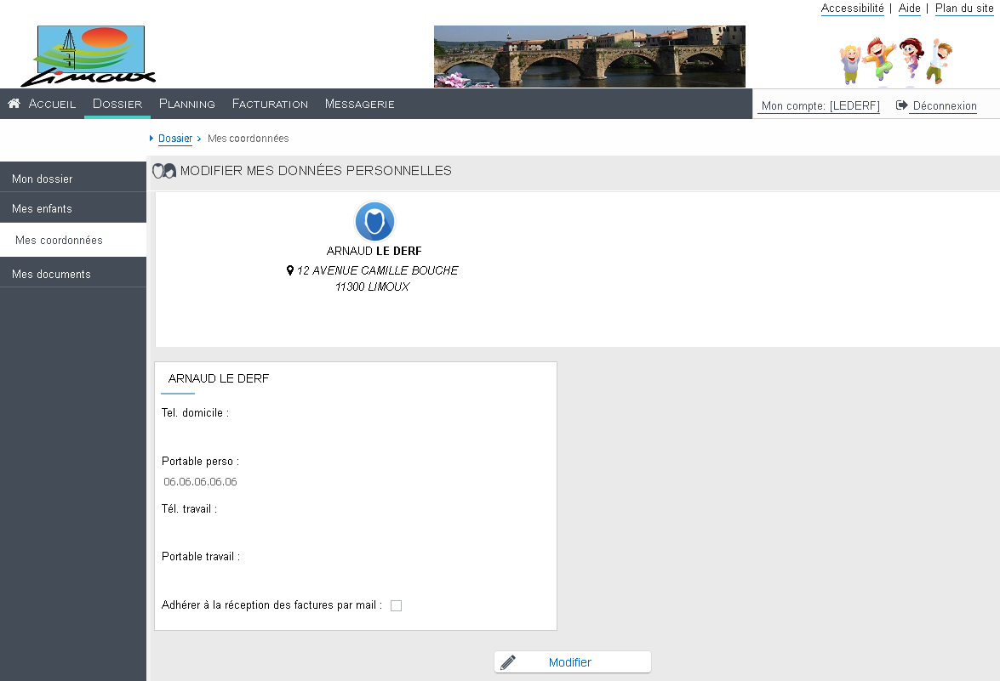 Accessibilité | Aide | Plan du site
Limoux
Accueil Dossier Planning Facturation Messagerie
Mon compte: [LEDERF] Déconnexion
Dossier › Mes coordonnées
Mon dossier
Mes enfants
Mes coordonnées
Mes documents
MODIFIER MES DONNÉES PERSONNELLES
ARNAUD LE DERF
12 AVENUE CAMILLE BOUCHE
11300 LIMOUX
ARNAUD LE DERF
Tel. domicile :
Portable perso :
06.06.06.06.06
Tél. travail :
Portable travail :
Adhérer à la réception des factures par mail :
Modifier